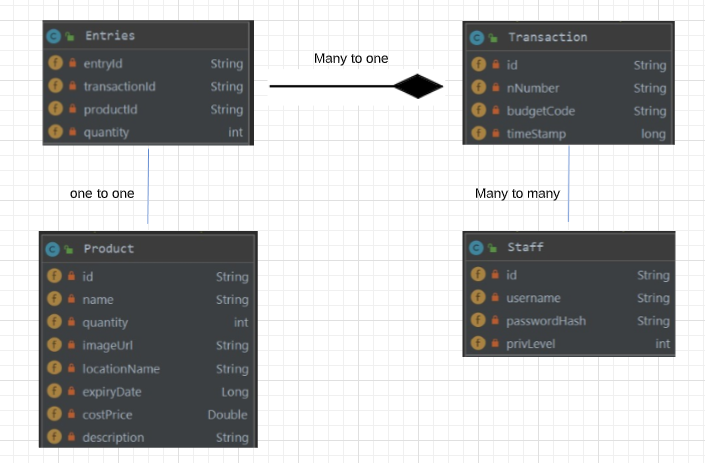 Entries
entryId String
transactionId String
productId String
quantity int
Many to one
Transaction
id String
nNumber String
budgetCode String
timeStamp long
one to one
Many to many
Product
id String
name String
quantity int
imageUrl String
locationName String
expiryDate Long
costPrice Double
description String
Staff
id String
username String
passwordHash String
privLevel int